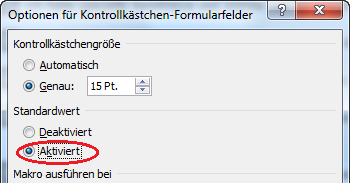 Optionen für Kontrollkästchen-Formularfelder
Kontrollkästchengröße
Automatisch
Genau: 15 Pt.
Standardwert
Deaktiviert
Aktiviert
Makro ausführen bei